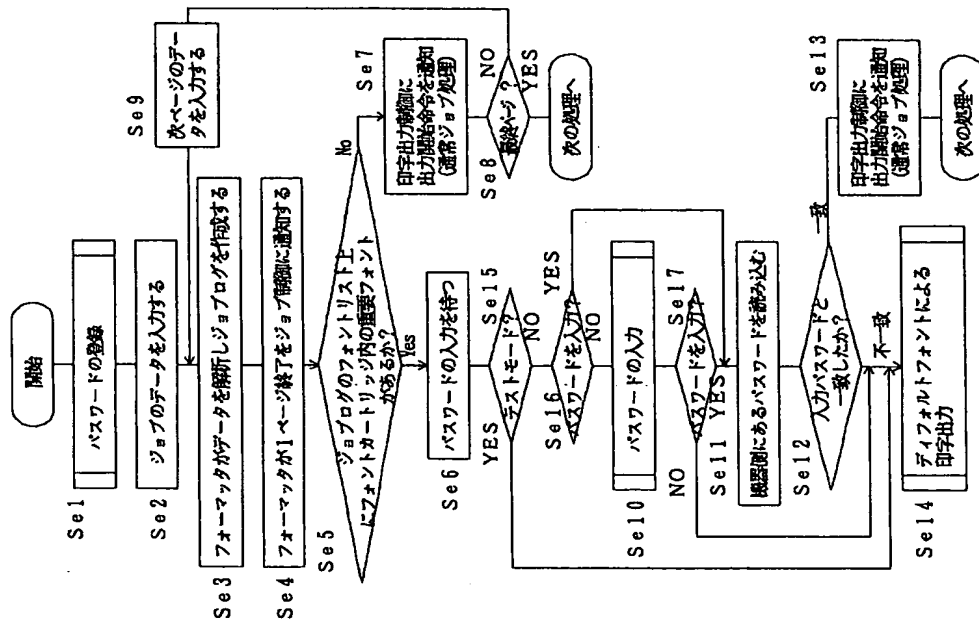 開始
Se1
パスワードの登録
Se2
ジョブのデータを入力する
Se9
次ページのデー
タを入力する
Se3
フォーマッタがデータを解断しジョブログを作成する
Se4
フォーマッタが1ページ終了をジョブ制御に通知する
Se5
ジョブログのフォントリスト上
にフォントカートリッジ内の重要フォント
があるか?
No
Yes
Se7
印字出力制御に
出力開始命令を通知
(通常ジョブ処理)
Se8
最終ページ?
NO
YES
次の処理へ
Se6
パスワードの入力を待つ
Se15
テストモード?
YES
NO
Se16
パスワードを入力?
YES
NO
Se10
パスワードの入力
Se17
パスワードを入力?
NO
YES
Se11
機器側にあるパスワードを読み込む
Se12
入力パスワードと
一致したか?
一致
不一致
Se13
印字出力制御に
出力開始命令を通知
(通常ジョブ処理)
次の処理へ
Se14
ディフォルトフォントによる
印字出力